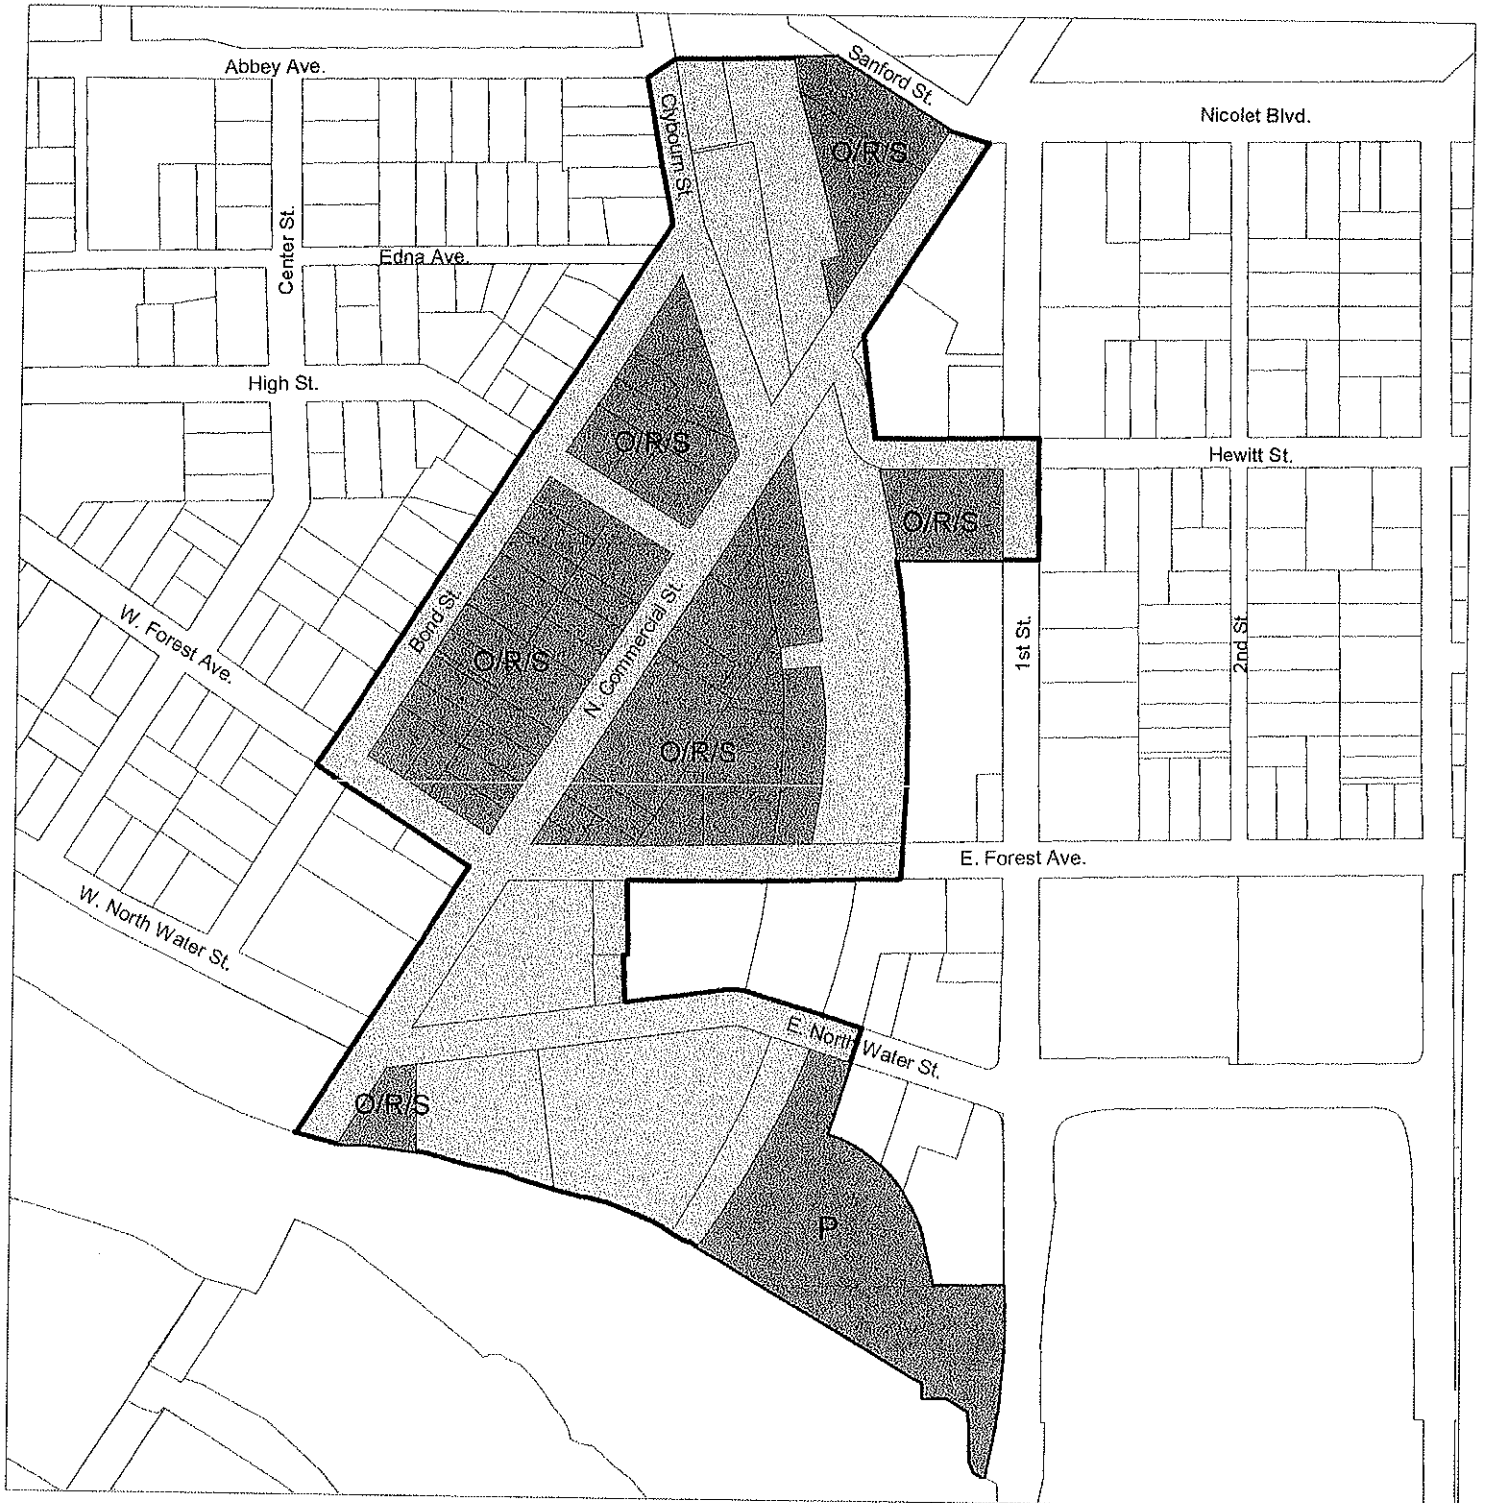 Abbey Ave.
Sanford St.
Nicolet Blvd.
Clybourn St.
O/R/S
Center St.
Edna Ave.
High St.
O/R/S
Hewitt St.
O/R/S
W. Forest Ave.
Bond St.
O/R/S
N. Commercial St.
1st St.
2nd St.
O/R/S
E. Forest Ave.
W. North Water St.
E. North Water St.
O/R/S
P